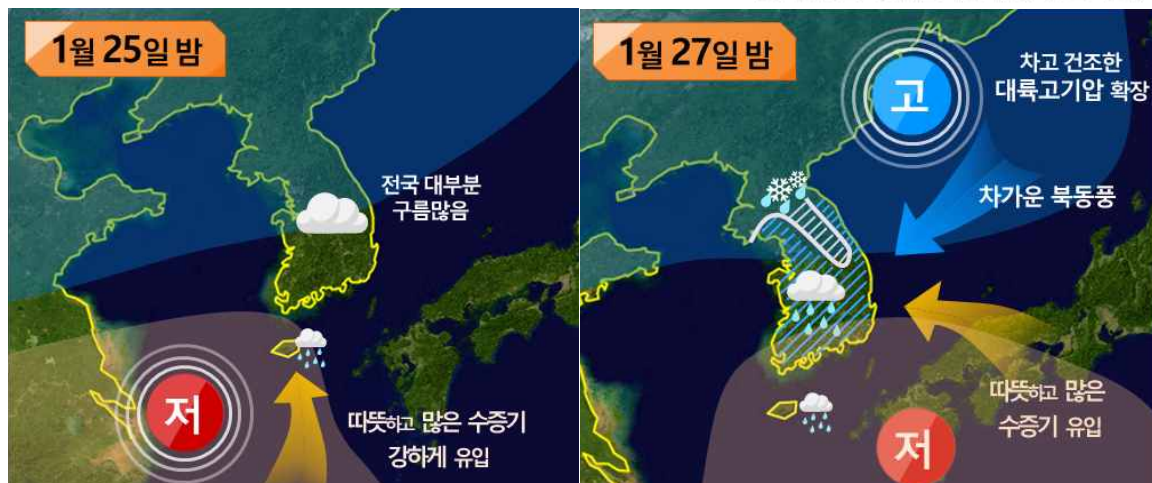 1월 25일 밤
전국 대부분
구름많음
저
따뜻하고 많은 수증기
강하게 유입
1월 27일 밤
고
차고 건조한
대륙고기압 확장
차가운 북동풍
따뜻하고 많은
수증기 유입
저